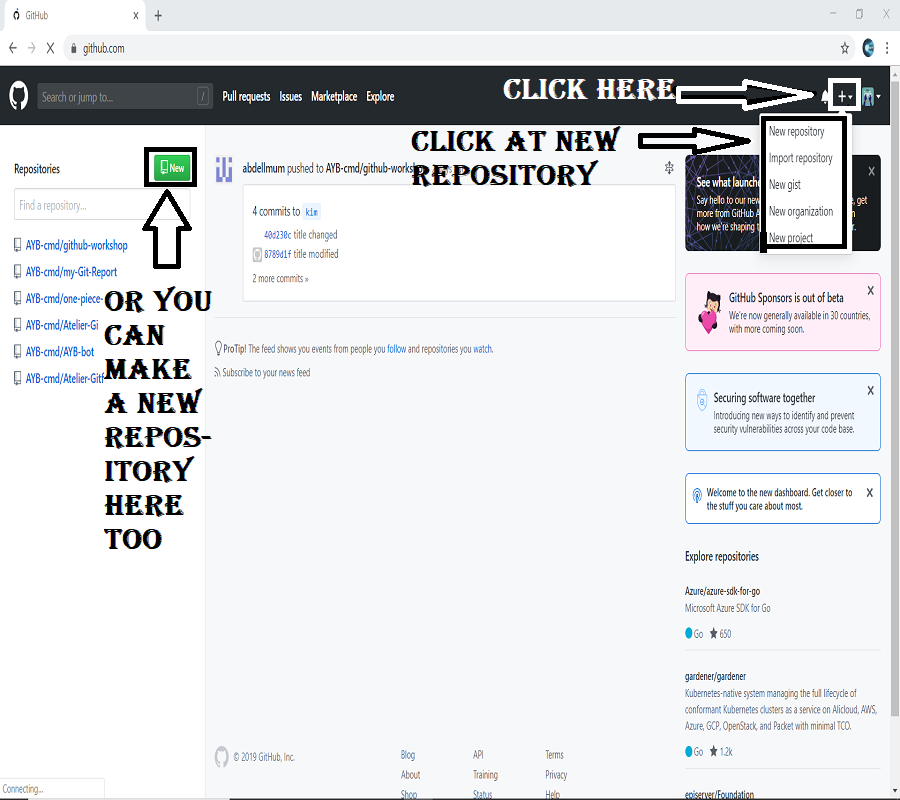 GitHub
github.com
Search or jump to... /
Pull requests Issues Marketplace Explore
CLICK HERE
CLICK AT NEW
REPOSITORY
New repository
Import repository
New gist
New organization
New project
Repositories
New
Find a repository...
AYB-cmd/github-workshop
AYB-cmd/my-Git-Report
AYB-cmd/one-piece-
AYB-cmd/Atelier-Gi
AYB-cmd/AYB-bot
AYB-cmd/Atelier-Gitf
OR YOU
CAN
MAKE
A NEW
REPOS-
ITORY
HERE
TOO
abdellmum pushed to AYB-cmd/github-worksho
4 commits to kim
40d230c title changed
8789d1f title modified
2 more commits »
ProTip! The feed shows you events from people you follow and repositories you watch.
Subscribe to your news feed
See what launche
Say hello to our new get
more from GitHub A
how we're shaping t
GitHub Sponsors is out of beta
We're now generally available in 30 countries,
with more coming soon.
Securing software together
Introducing new ways to identify and prevent
security vulnerabilities across your code base.
Welcome to the new dashboard. Get closer to
the stuff you care about most.
Explore repositories
Azure/azure-sdk-for-go
Microsoft Azure SDK for Go
Go 650
gardener/gardener
Kubernetes-native system managing the full lifecycle of
conformant Kubernetes clusters as a service on Alicloud, AWS,
Azure, GCP, OpenStack, and Packet with minimal TCO.
Go 1.2k
episerver/Foundation
© 2019 GitHub, Inc.
Blog API Terms
About Training Privacy
Shop Status Help
Connecting...